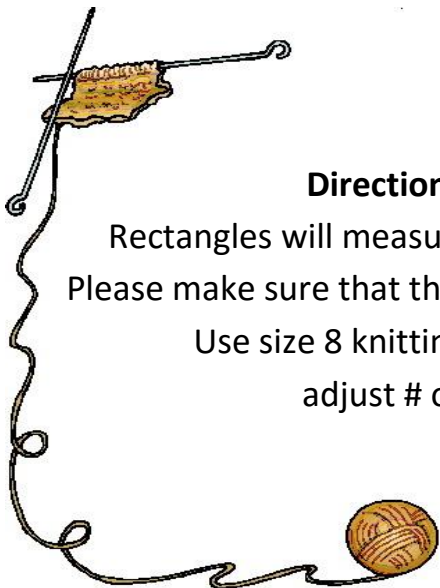 Direction
Rectangles will measu
Please make sure that th
Use size 8 knittin
adjust #